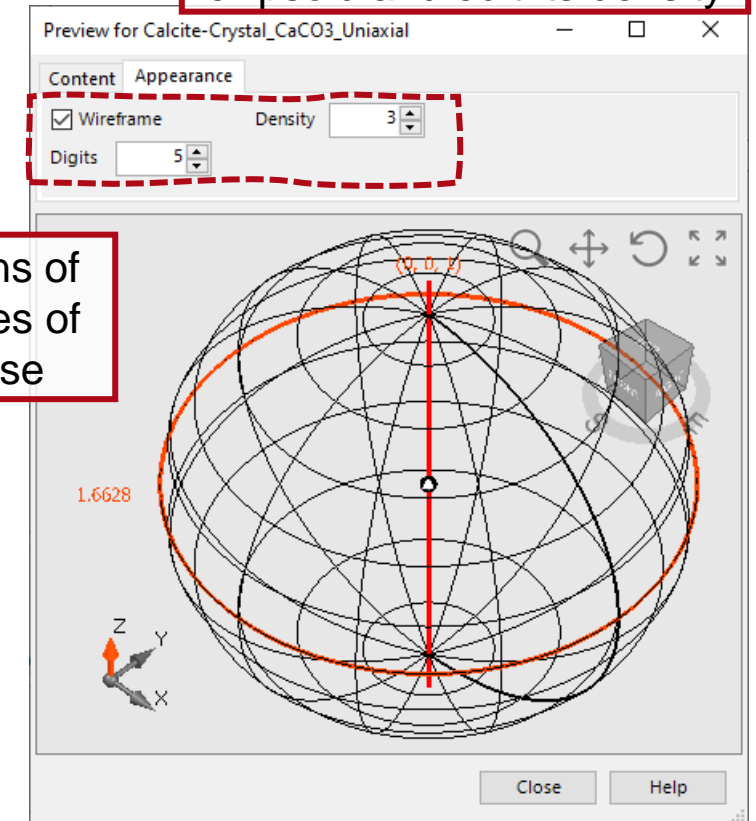 Preview for Calcite-Crystal_CaCO3_Uniaxial
Content Appearance
Wireframe Density 3
Digits 5
ns of
es of
se
(0, 0, 1)
1.6628
Z
Y
X
S
E
Close Help